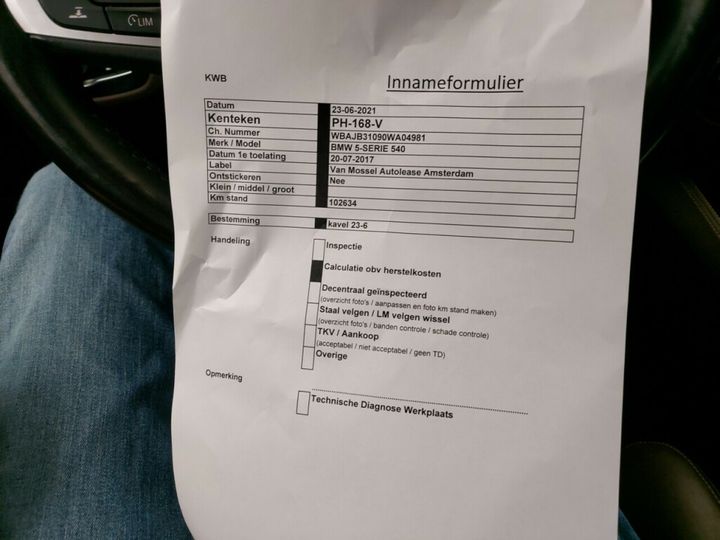 LIM
KWB
Innameformulier
Datum 23-06-2021
Kenteken PH-168-V
Ch. Nummer WBAJB31090WA04981
Merk / Model BMW 5-SERIE 540
Datum 1e toelating 20-07-2017
Label Van Mossel Autolease Amsterdam
Ontstickeren Nee
Klein / middel / groot
Km stand 102634
Bestemming kavel 23-6
Handeling Inspectie
Calculatie obv herstelkosten
Decentraal geïnspecteerd
(overzicht foto's / aanpassen en foto km stand maken)
Staal velgen / LM velgen wissel
(overzicht foto's / banden controle / schade controle)
TKV / Aankoop
(acceptabel / niet acceptabel / geen TD)
Overige
Opmerking
Technische Diagnose Werkplaats